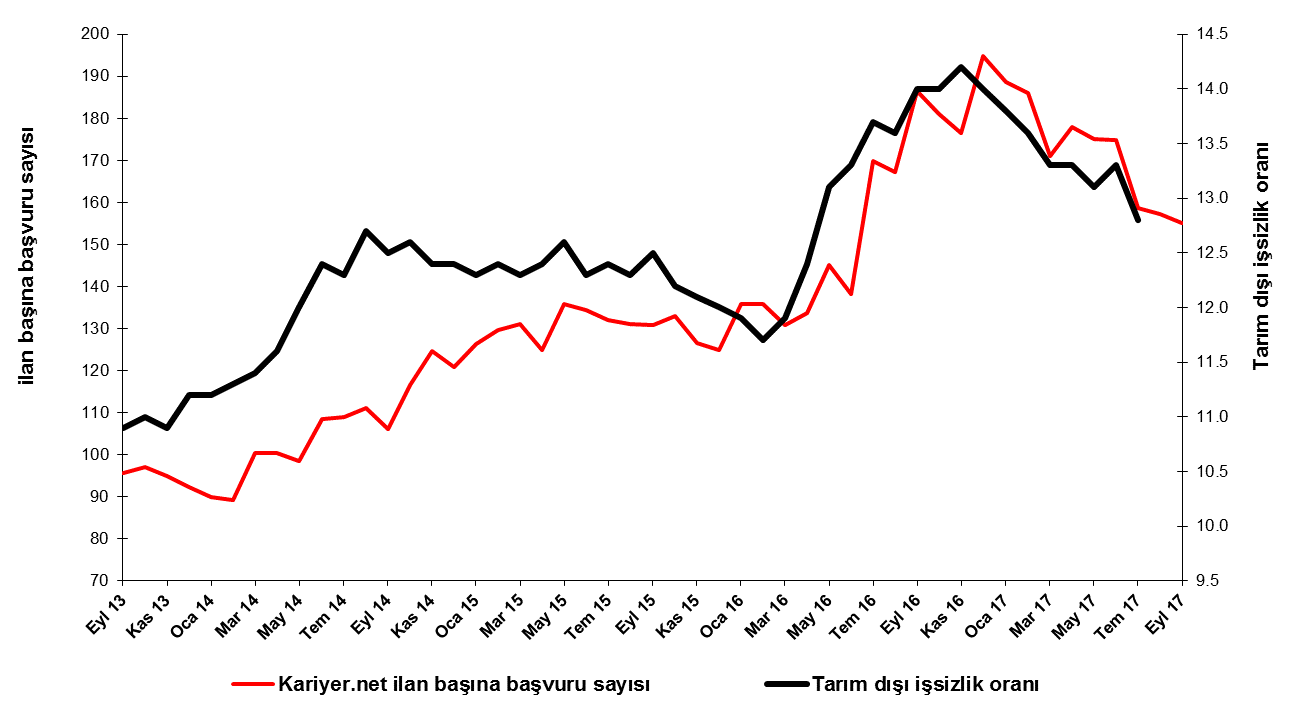 ilan başına başvuru sayısı
200
190
180
170
160
150
140
130
120
110
100
90
80
70
14.5
14.0
13.5
13.0
12.5
12.0
11.5
11.0
10.5
10.0
9.5
Tarım dışı işsizlik oranı
Eyl 13
Kas 13
Oca 14
Mar 14
May 14
Tem 14
Eyl 14
Kas 14
Oca 15
Mar 15
May 15
Tem 15
Eyl 15
Kas 15
Oca 16
Mar 16
May 16
Tem 16
Eyl 16
Kas 16
Oca 17
Mar 17
May 17
Tem 17
Eyl 17
Kariyer.net ilan başına başvuru sayısı
Tarım dışı işsizlik oranı